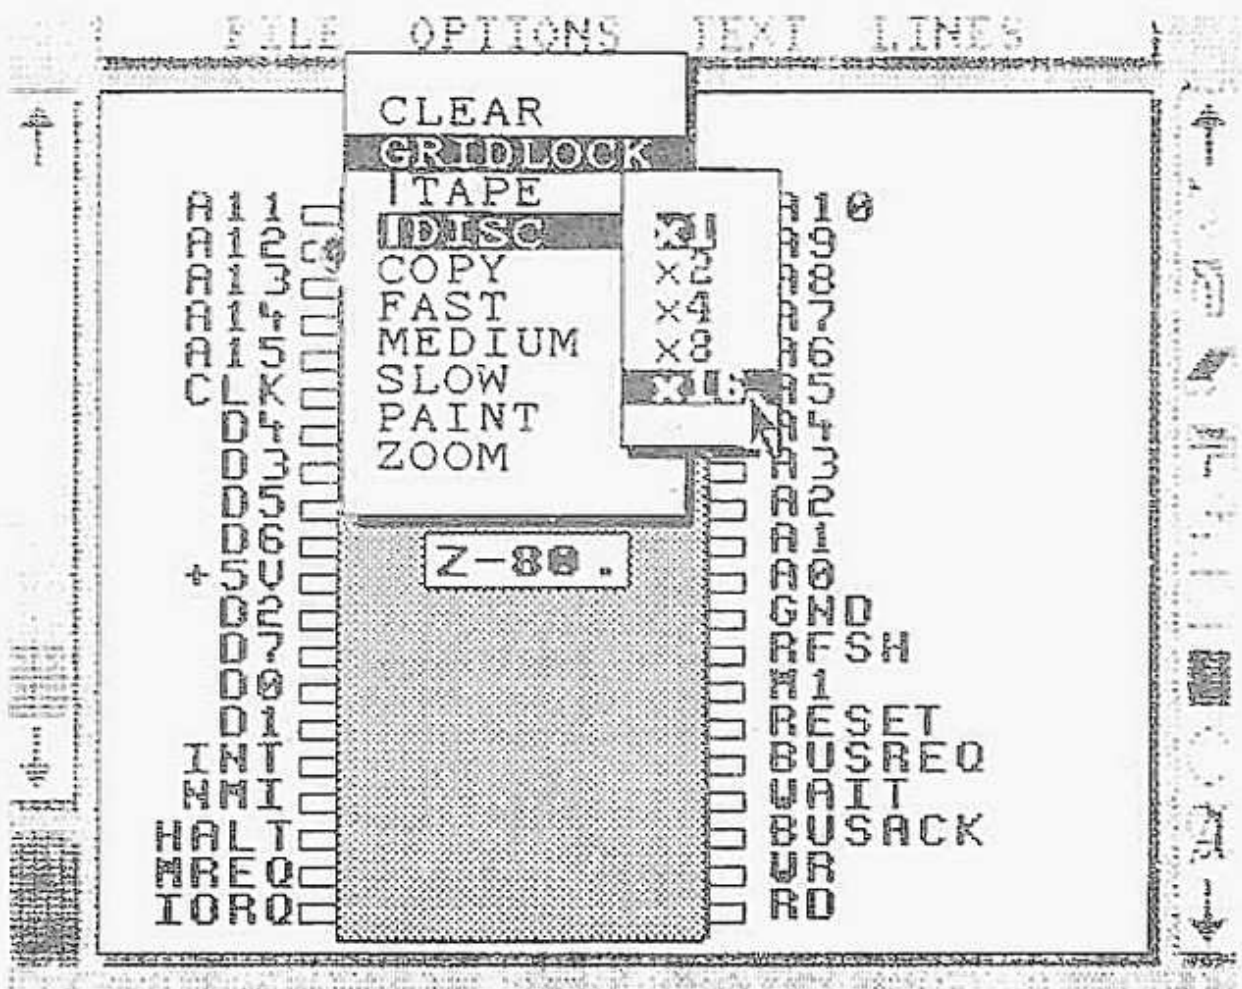 FILE OPTIONS TEXT LINES
CLEAR
GRIDLOCK
|TAPE
|DISC
COPY
FAST
MEDIUM
SLOW
PAINT
ZOOM
x1
x2
x4
x8
x16
A11
A12
A13
A14
A15
CLK
D4
D3
D5
D6
+5V
D2
D7
D0
D1
INT
NMI
HALT
MREQ
IORQ
Z-80.
A10
A9
A8
A7
A6
A5
A4
A3
A2
A1
A0
GND
RFSH
M1
RESET
BUSREQ
WAIT
BUSACK
WR
RD